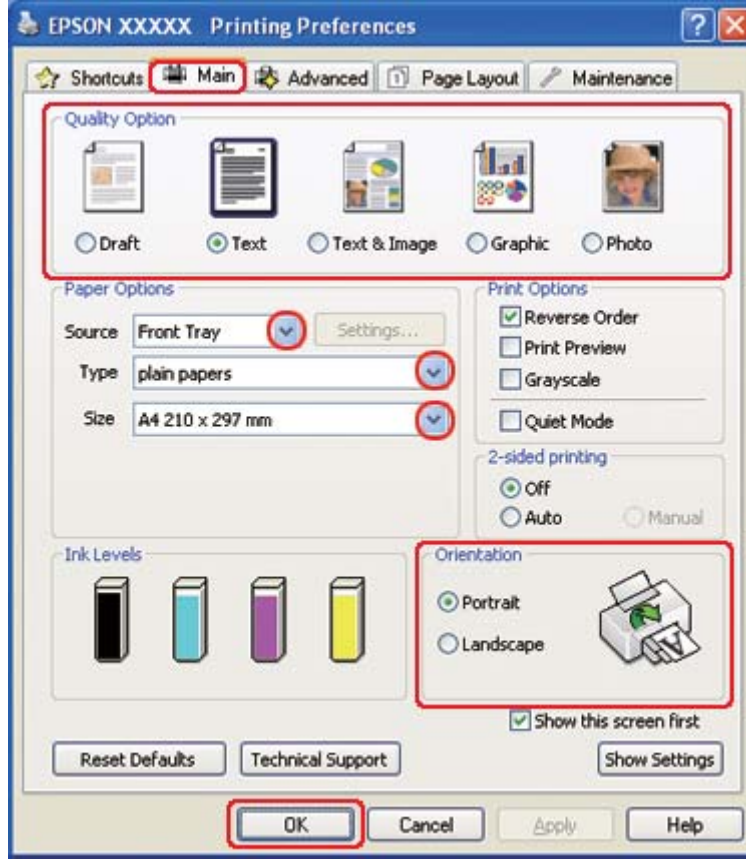 EPSON XXXXX Printing Preferences
Shortcuts Main Advanced Page Layout Maintenance
Quality Option
Draft Text Text & Image Graphic Photo
Paper Options
Source Front Tray Settings...
Type plain papers
Size A4 210 x 297 mm
Print Options
Reverse Order
Print Preview
Grayscale
Quiet Mode
2-sided printing
Off
Auto Manual
Ink Levels
Orientation
Portrait
Landscape
Show this screen first
Reset Defaults Technical Support Show Settings
OK Cancel Apply Help